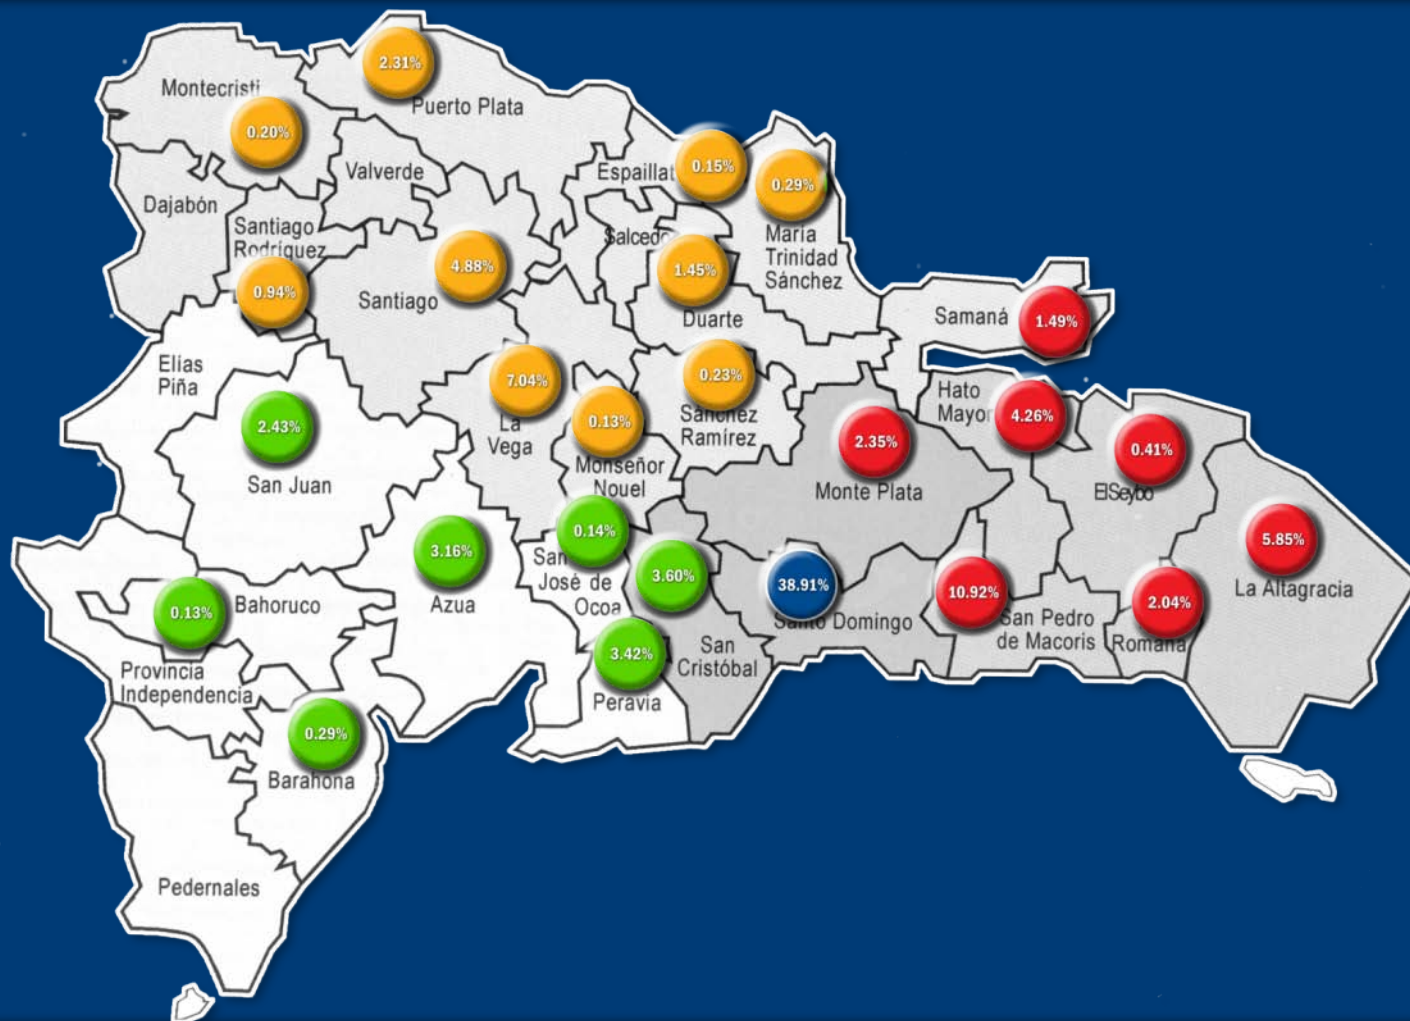 2.31%
Montecristi
Puerto Plata
0.20%
Valverde
Espaillat
0.15%
0.29%
Dajabón
Santiago
Rodríguez
Salcedo
María
Trinidad
Sánchez
0.94%
4.88%
Santiago
1.45%
Duarte
Samaná
1.49%
Elías
Piña
7.04%
La
Vega
0.23%
Sánchez
Ramírez
Hato
Mayor
4.26%
2.43%
San Juan
0.13%
Monseñor
Nouel
2.35%
Monte Plata
0.41%
ElSeybo
3.16%
Azua
0.14%
San
José de
Ocoa
3.60%
38.91%
Santo Domingo
10.92%
San Pedro
de Macoris
2.04%
Romana
5.85%
La Altagracia
0.13%
Bahoruco
Provincia
Independencia
3.42%
Peravia
San
Cristóbal
0.29%
Barahona
Pedernales